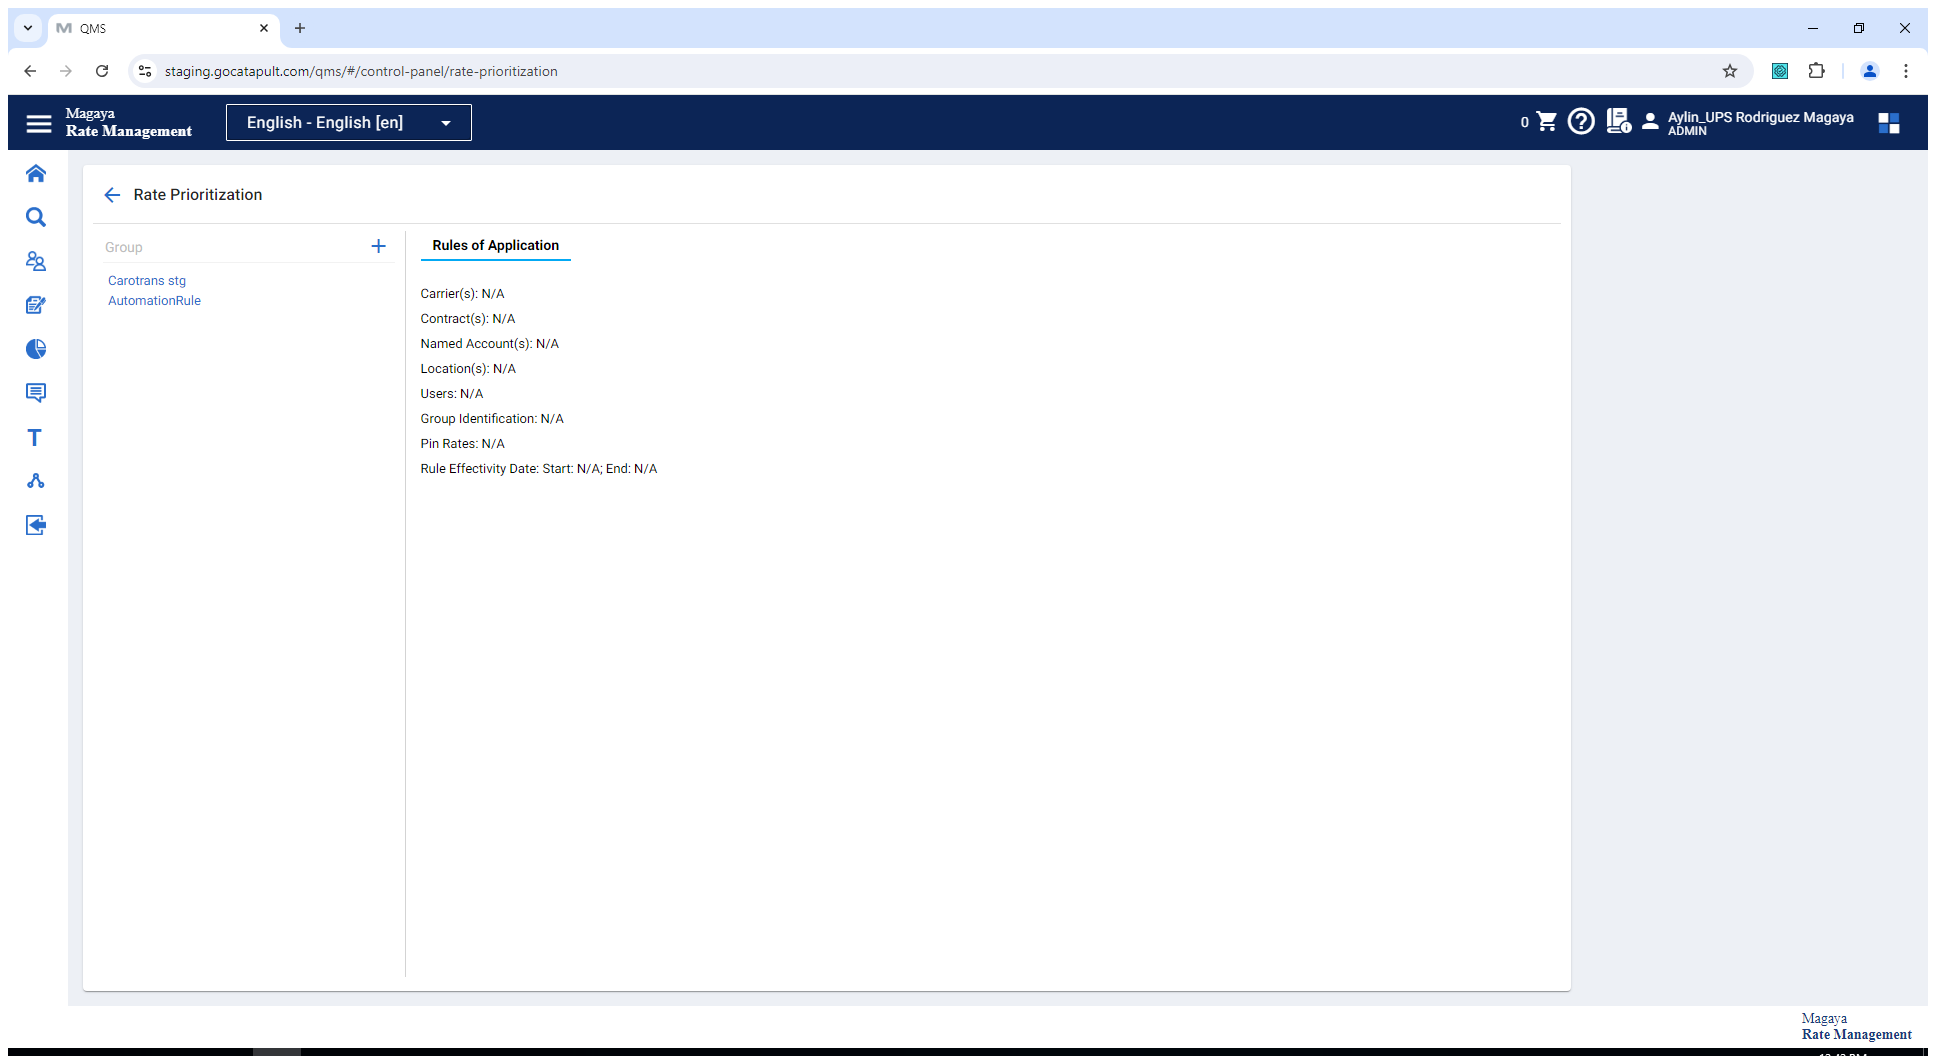 QMS
staging.gocatapult.com/qms/#/control-panel/rate-prioritization
Magaya
Rate Management
English - English [en]
0
Aylin_UPS Rodriguez Magaya
ADMIN
Rate Prioritization
Group
Carotrans stg
AutomationRule
Rules of Application
Carrier(s): N/A
Contract(s): N/A
Named Account(s): N/A
Location(s): N/A
Users: N/A
Group Identification: N/A
Pin Rates: N/A
Rule Effectivity Date: Start: N/A; End: N/A
Magaya
Rate Management